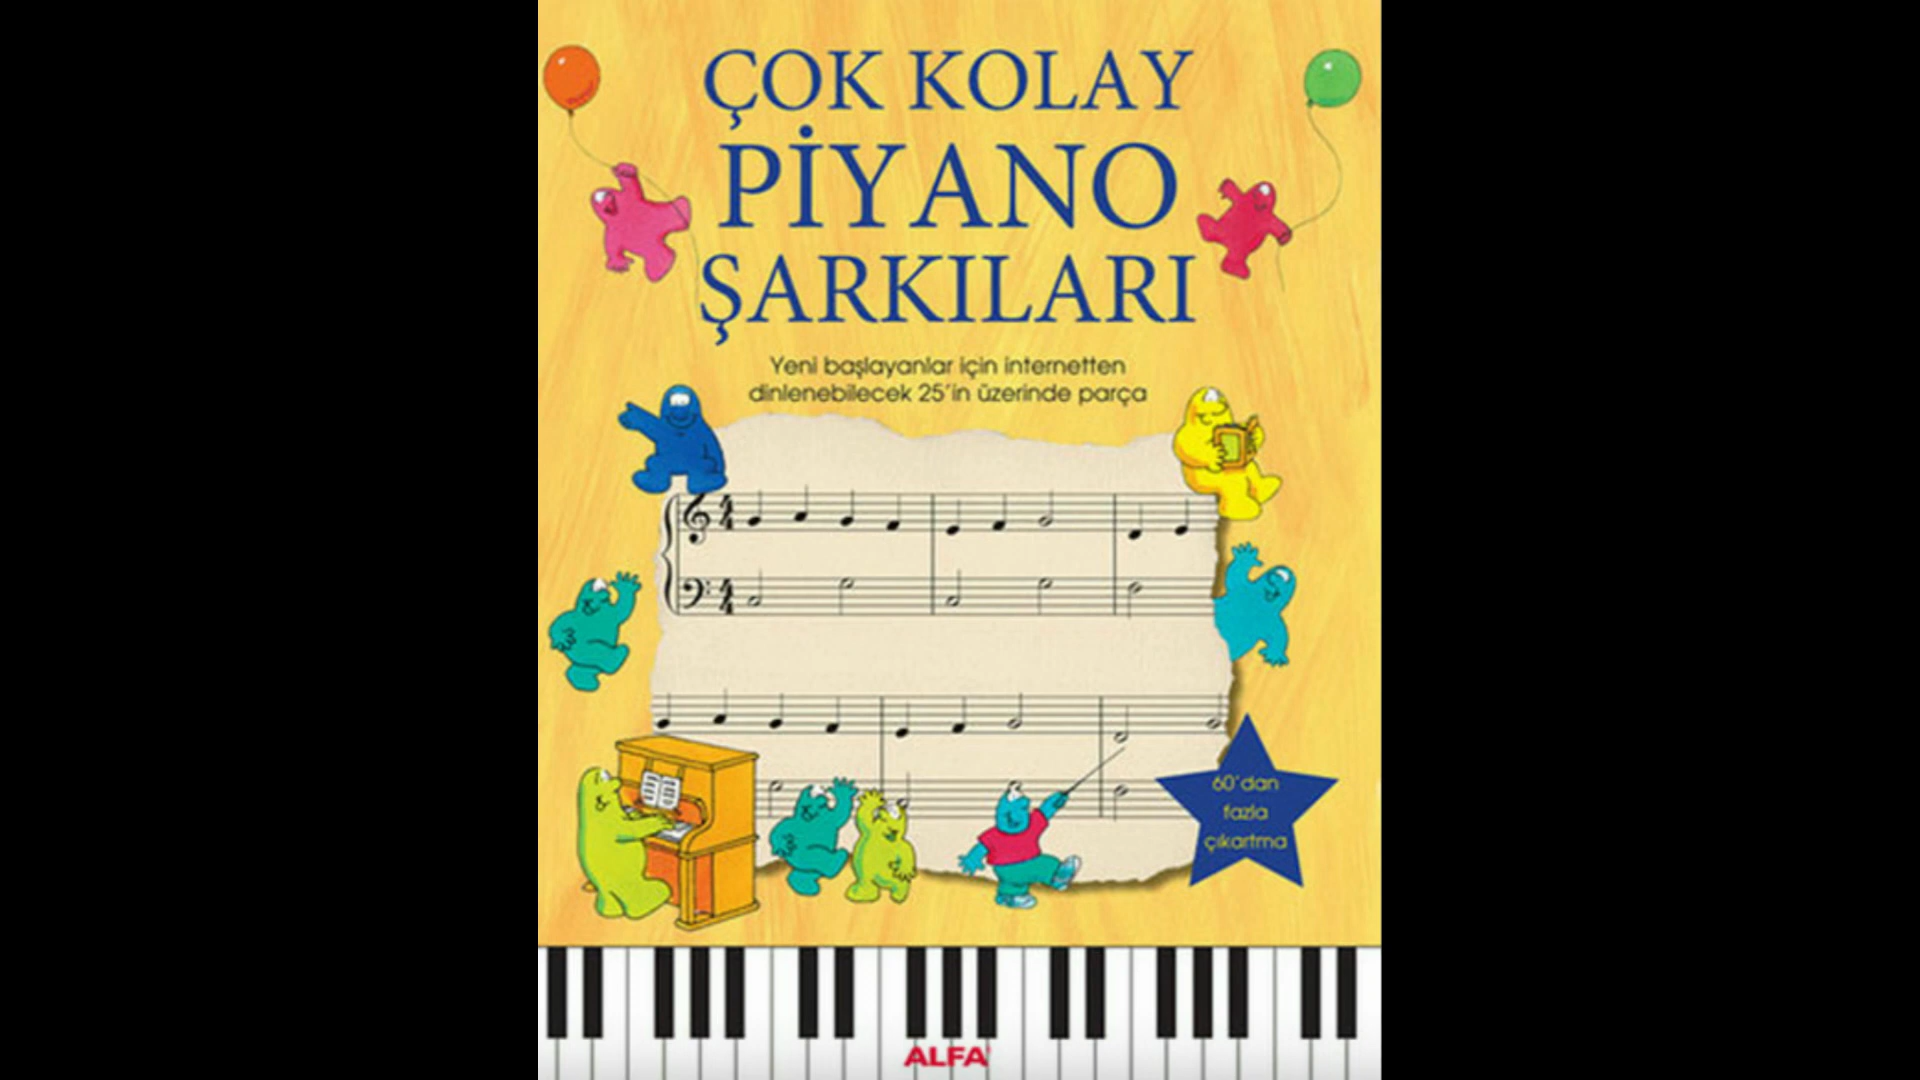 ÇOK KOLAY
PİYANO
ŞARKILARI
Yeni başlayanlar için internetten
dinlenebilecek 25'in üzerinde parça
60'dan
fazla
çıkartma
ALFA